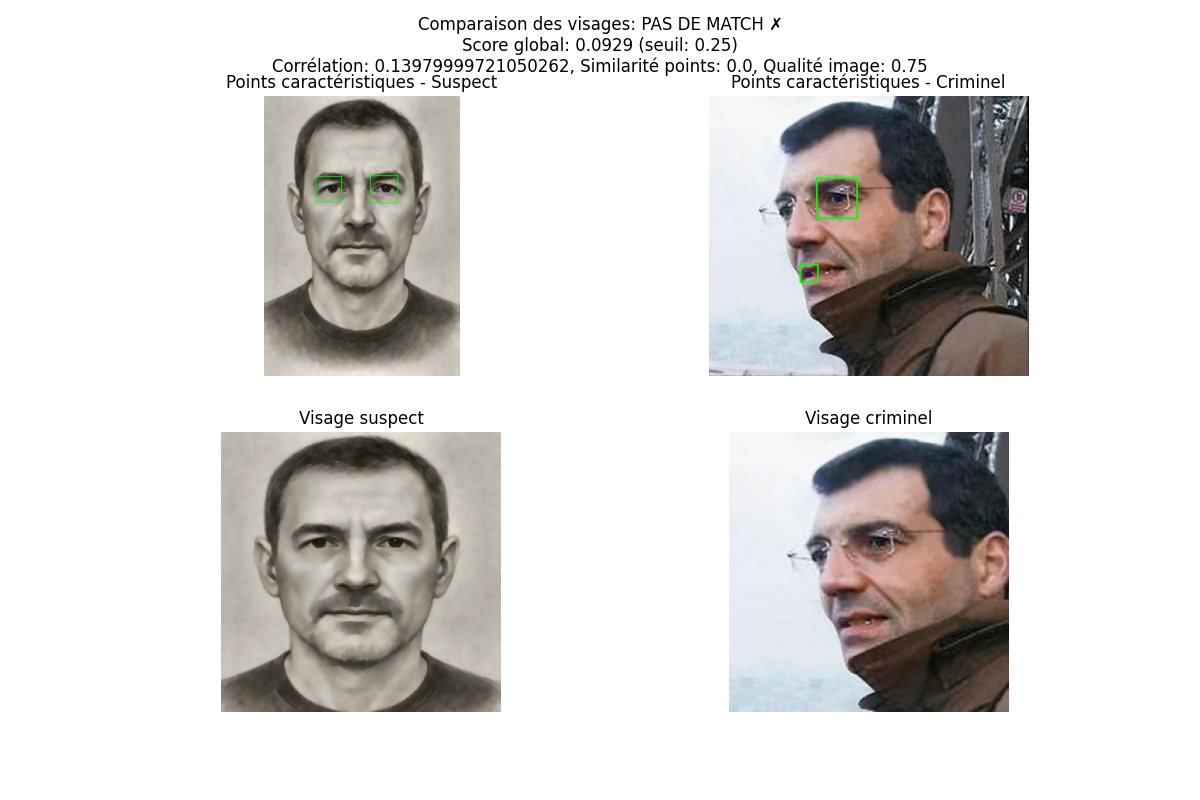 Comparaison des visages: PAS DE MATCH ✗
Score global: 0.0929 (seuil: 0.25)
Corrélation: 0.13979999721050262, Similarité points: 0.0, Qualité image: 0.75
Points caractéristiques - Suspect
Points caractéristiques - Criminel
Visage suspect
Visage criminel